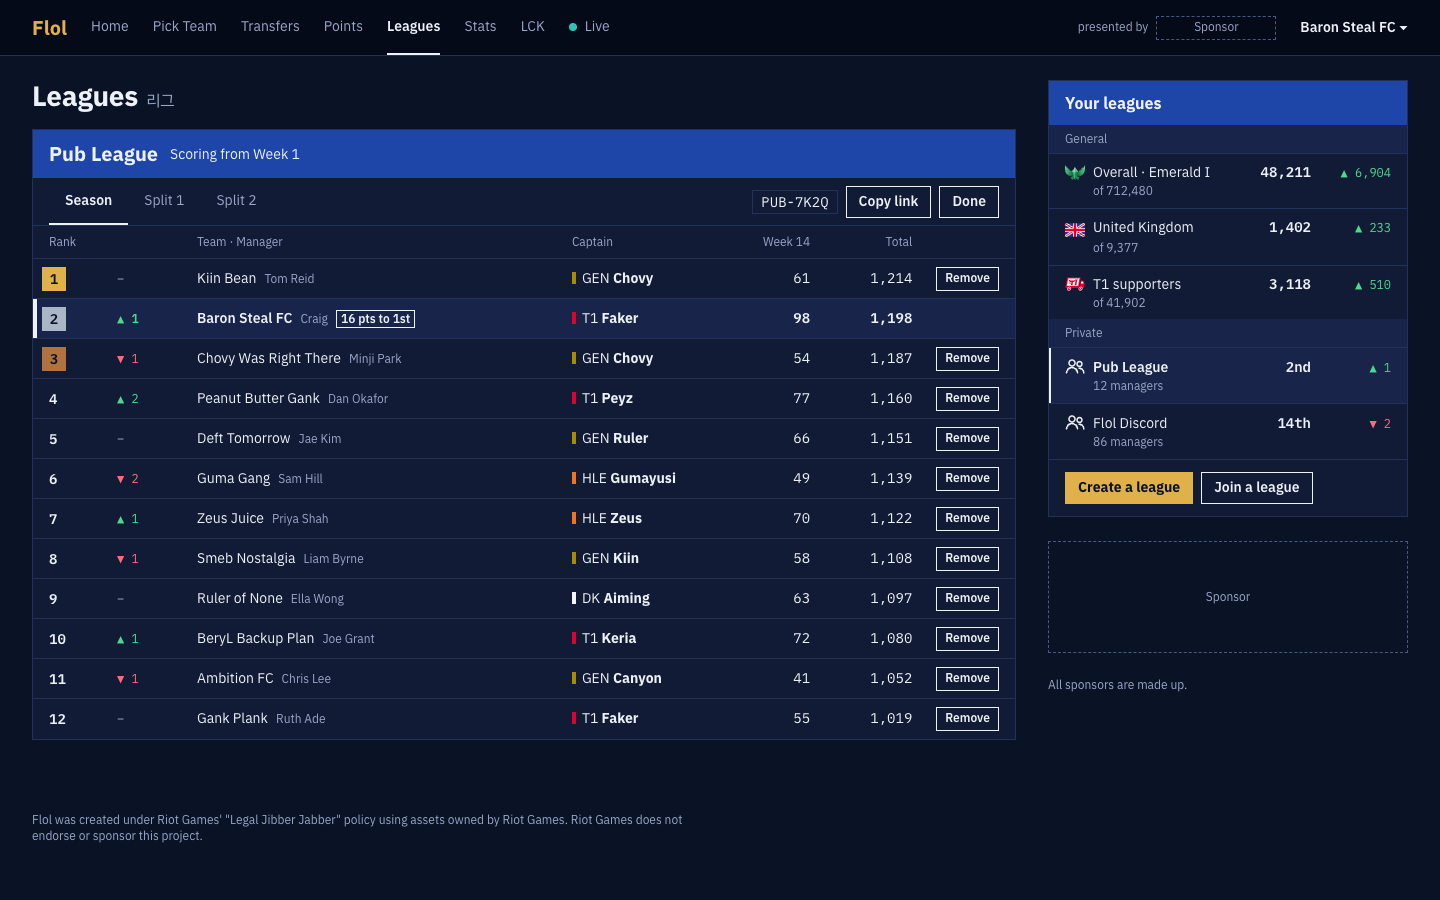 Flol Home Pick Team Transfers Points Leagues Stats LCK Live presented by Sponsor Baron Steal FC
Leagues 리그
Pub League Scoring from Week 1
Season Split 1 Split 2 PUB-7K2Q Copy link Done
Rank Team · Manager Captain Week 14 Total
1 – Kiin Bean Tom Reid GEN Chovy 61 1,214 Remove
2 ▲ 1 Baron Steal FC Craig 16 pts to 1st T1 Faker 98 1,198
3 ▼ 1 Chovy Was Right There Minji Park GEN Chovy 54 1,187 Remove
4 ▲ 2 Peanut Butter Gank Dan Okafor T1 Peyz 77 1,160 Remove
5 – Deft Tomorrow Jae Kim GEN Ruler 66 1,151 Remove
6 ▼ 2 Guma Gang Sam Hill HLE Gumayusi 49 1,139 Remove
7 ▲ 1 Zeus Juice Priya Shah HLE Zeus 70 1,122 Remove
8 ▼ 1 Smeb Nostalgia Liam Byrne GEN Kiin 58 1,108 Remove
9 – Ruler of None Ella Wong DK Aiming 63 1,097 Remove
10 ▲ 1 BeryL Backup Plan Joe Grant T1 Keria 72 1,080 Remove
11 ▼ 1 Ambition FC Chris Lee GEN Canyon 41 1,052 Remove
12 – Gank Plank Ruth Ade T1 Faker 55 1,019 Remove
Your leagues
General
Overall · Emerald I 48,211 ▲ 6,904
of 712,480
United Kingdom 1,402 ▲ 233
of 9,377
T1 supporters 3,118 ▲ 510
of 41,902
Private
Pub League 2nd ▲ 1
12 managers
Flol Discord 14th ▼ 2
86 managers
Create a league Join a league
Sponsor
All sponsors are made up.
Flol was created under Riot Games' "Legal Jibber Jabber" policy using assets owned by Riot Games. Riot Games does not
endorse or sponsor this project.